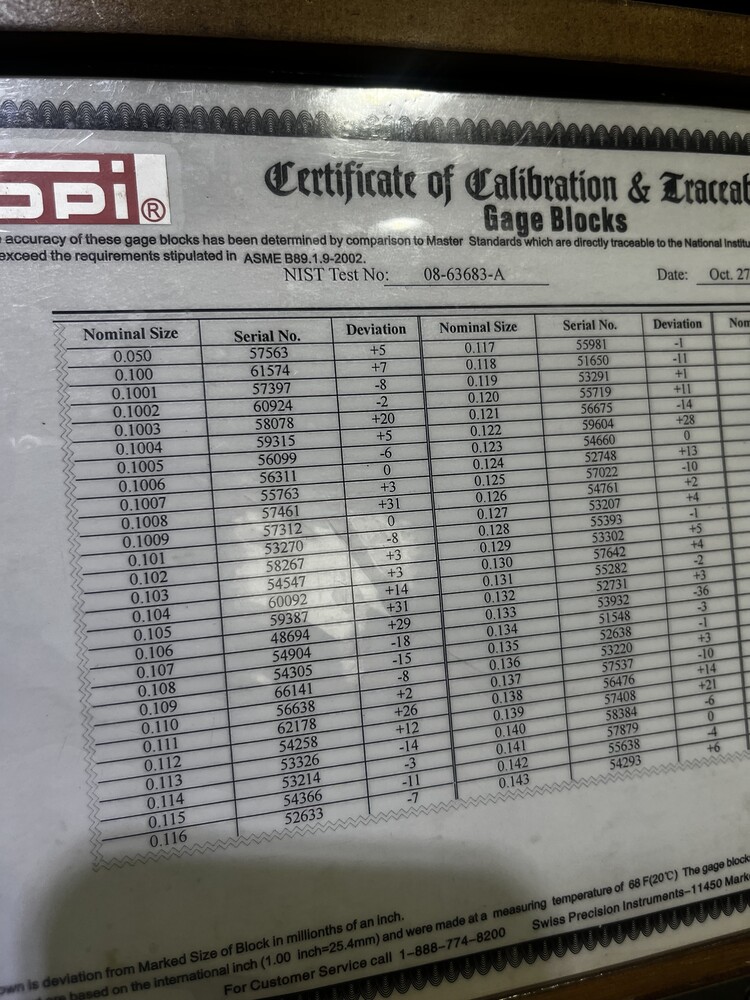 spi®
Certificate of Calibration & Traceab
Gage Blocks
accuracy of these gage blocks has been determined by comparison to Master Standards which are directly traceable to the National Institu
exceed the requirements stipulated in ASME B89.1.9-2002.
NIST Test No: 08-63683-A Date: Oct. 27
Nominal Size Serial No. Deviation Nominal Size Serial No. Deviation Nom
0.050 57563 +5 0.117 55981 -1
0.100 61574 +7 0.118 51650 -11
0.1001 57397 -8 0.119 53291 +1
0.1002 60924 -2 0.120 55719 +11
0.1003 58078 +20 0.121 56675 -14
0.1004 59315 +5 0.122 59604 +28
0.1005 56099 -6 0.123 54660 0
0.1006 56311 0 0.124 52748 +13
0.1007 55763 +3 0.125 57022 -10
0.1008 57461 +31 0.126 54761 +2
0.1009 57312 0 0.127 53207 +4
0.101 53270 -8 0.128 55393 -1
0.102 58267 +3 0.129 53302 +5
0.103 54547 +3 0.130 57642 +4
0.104 60092 +14 0.131 55282 -2
0.105 59387 +31 0.132 52731 +3
0.106 48694 +29 0.133 53932 -36
0.107 54904 -18 0.134 51548 -3
0.108 54305 -15 0.135 52638 -1
0.109 66141 -8 0.136 53220 +3
0.110 56638 +2 0.137 57537 -10
0.111 62178 +26 0.138 56476 +14
0.112 54258 +12 0.139 57408 +21
0.113 53326 -14 0.140 58384 -6
0.114 53214 -3 0.141 57879 0
0.115 54366 -11 0.142 55638 -4
0.116 52633 -7 0.143 54293 +6
own is deviation from Marked Size of Block in millionths of an inch.
are based on the international inch (1.00 inch=25.4mm) and were made at a measuring temperature of 68 F(20℃) The gage block
For Customer Service call 1-888-774-8200 Swiss Precision Instruments-11450 Mark